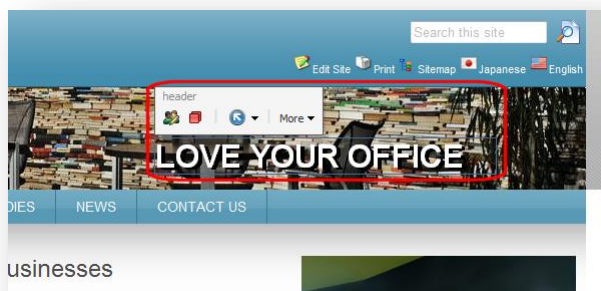 Search this site
Edit Site Print Sitemap Japanese English
header
More
LOVE YOUR OFFICE
DIES NEWS CONTACT US
usinesses